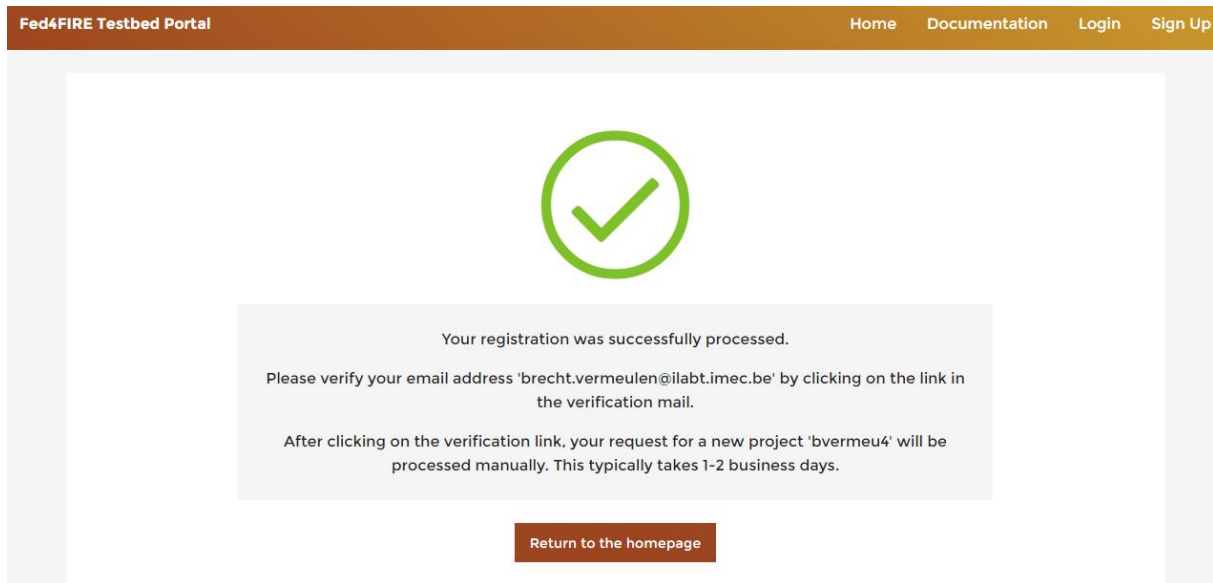 Fed4FIRE Testbed Portal Home Documentation Login Sign Up
Your registration was successfully processed.
Please verify your email address 'brecht.vermeulen@ilabt.imec.be' by clicking on the link in
the verification mail.
After clicking on the verification link, your request for a new project 'bvermeu4' will be
processed manually. This typically takes 1-2 business days.
Return to the homepage